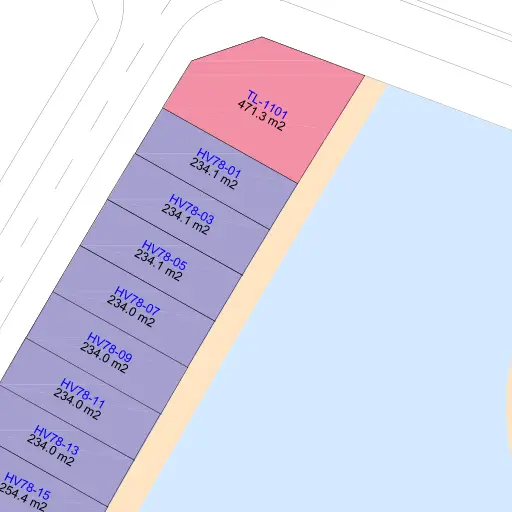 TL-1101
471.3 m2
HV78-01
234.1 m2
HV78-03
234.1 m2
HV78-05
234.1 m2
HV78-07
234.0 m2
HV78-09
234.0 m2
HV78-11
234.0 m2
HV78-13
234.0 m2
HV78-15
254.4 m2